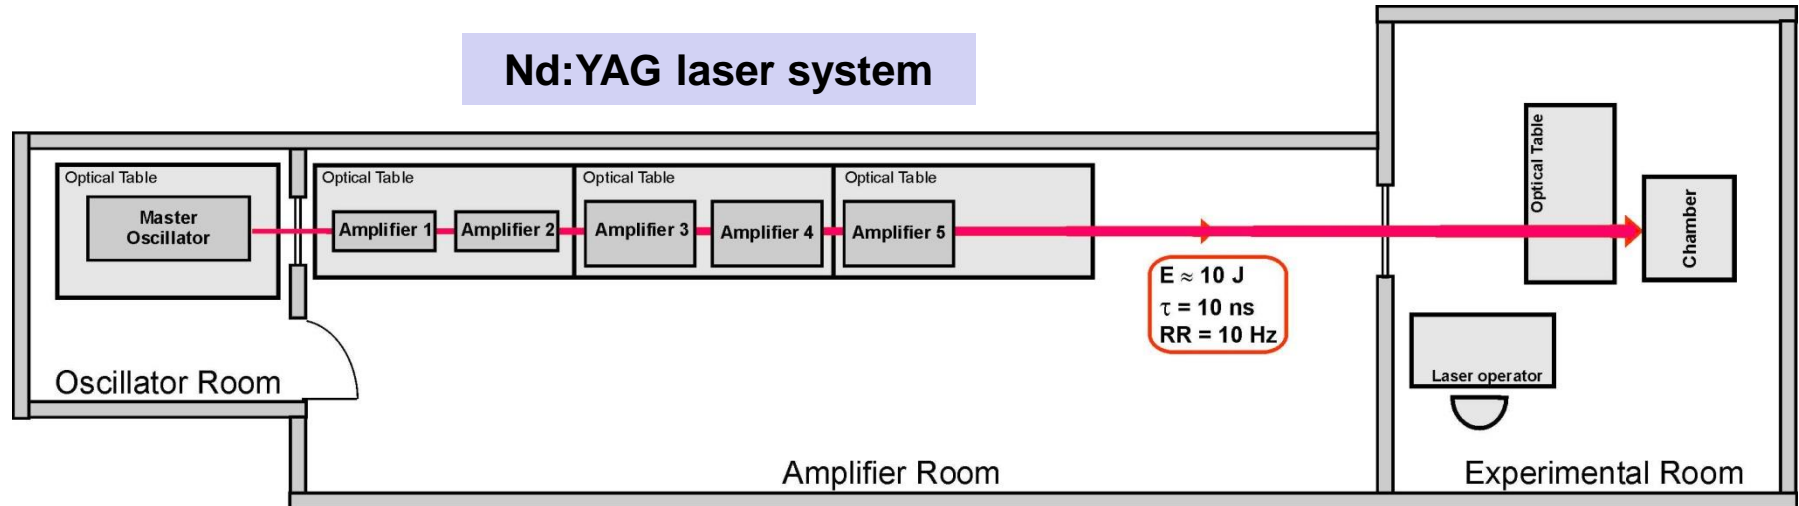 Nd:YAG laser system
Optical Table
Master
Oscillator
Oscillator Room
Optical Table
Amplifier 1
Amplifier 2
Optical Table
Amplifier 3
Amplifier 4
Optical Table
Amplifier 5
E ≈ 10 J
τ = 10 ns
RR = 10 Hz
Amplifier Room
Optical Table
Chamber
Laser operator
Experimental Room